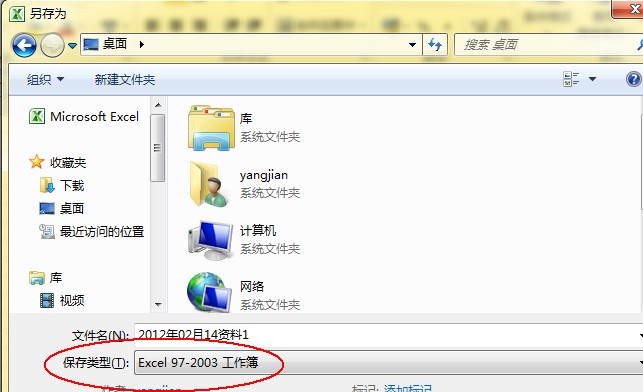 另存为
桌面
搜索 桌面
组织
新建文件夹
Microsoft Excel
收藏夹
下载
桌面
最近访问的位置
库
视频
库
系统文件夹
yangjian
系统文件夹
计算机
系统文件夹
网络
系统文件夹
文件名(N): 2012年02月14资料1
保存类型(T): Excel 97-2003 工作簿
作者: yangjian 标记: 添加标记